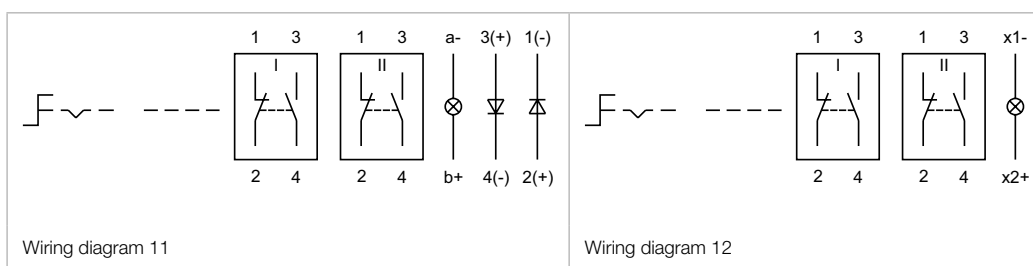 1 3 1 3 a- 3(+) 1(-)
I II
2 4 2 4 b+ 4(-) 2(+)
Wiring diagram 11
1 3 1 3 x1-
I II
2 4 2 4 x2+
Wiring diagram 12